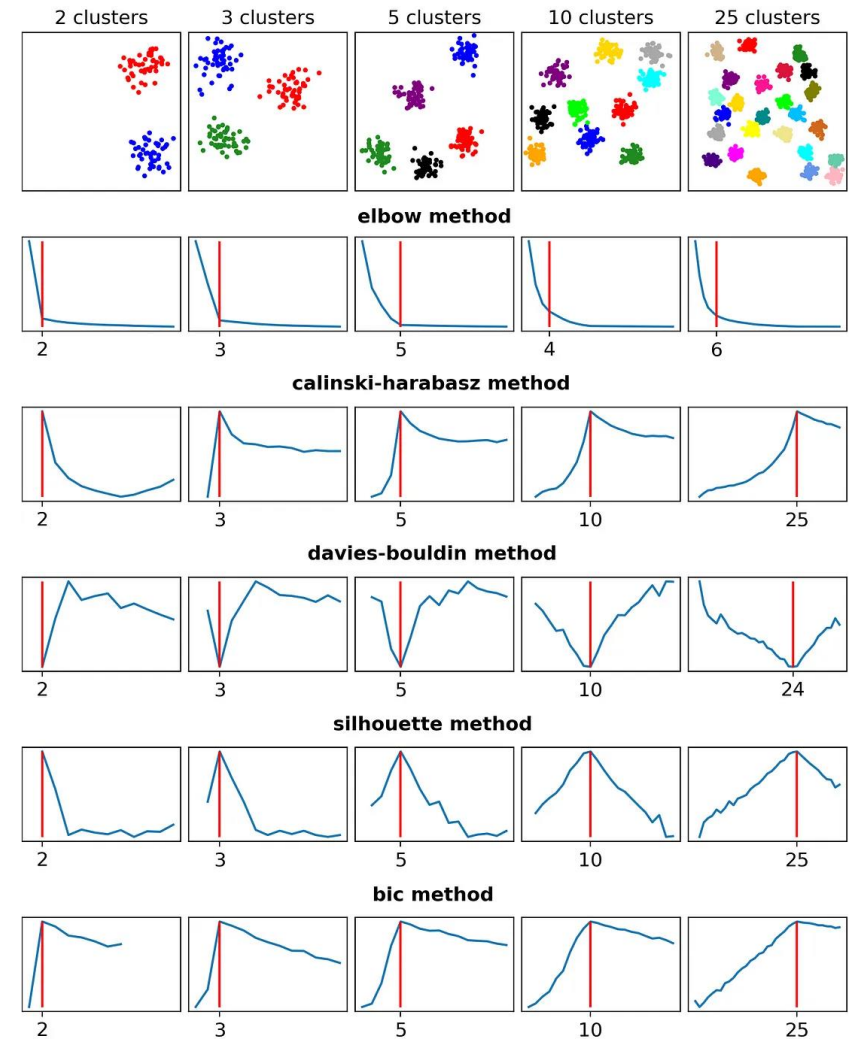 2 clusters 3 clusters 5 clusters 10 clusters 25 clusters
elbow method
2 3 5 4 6
calinski-harabasz method
2 3 5 10 25
davies-bouldin method
2 3 5 10 24
silhouette method
2 3 5 10 25
bic method
2 3 5 10 25